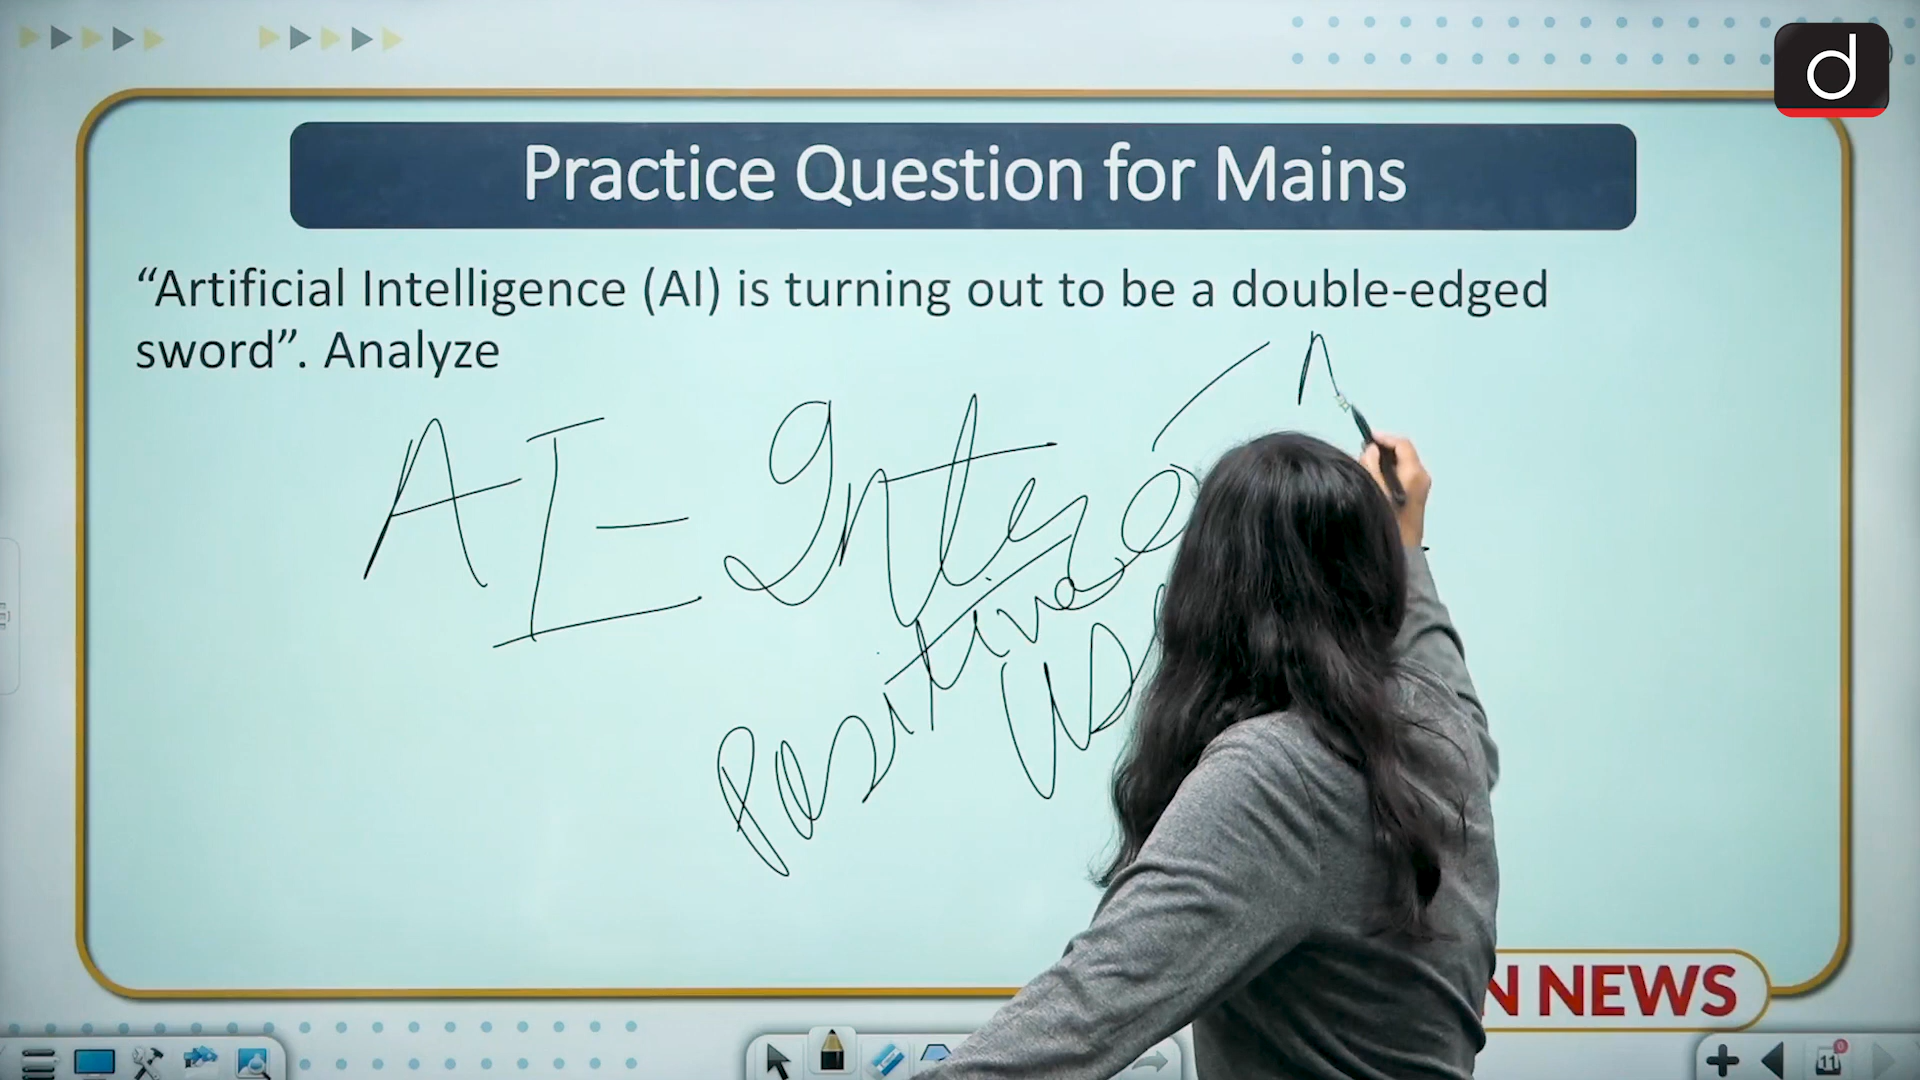 d
Practice Question for Mains
“Artificial Intelligence (AI) is turning out to be a double-edged
sword”. Analyze
AI -
Positive
N NEWS
11